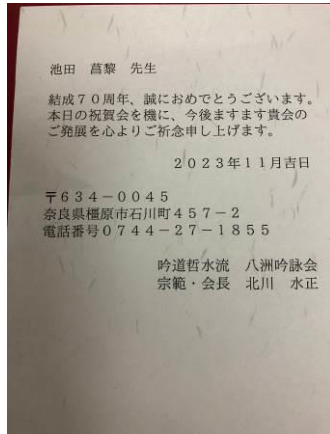 池田　菖黎　先生
結成７０周年、誠におめでとうございます。
本日の祝賀会を機に、今後ますます貴会の
ご発展を心よりご祈念申し上げます。
２０２３年１１月吉日
〒６３４－００４５
奈良県橿原市石川町４５７－２
電話番号０７４４－２７－１８５５
吟道哲水流　八洲吟詠会
宗範・会長　北川　水正